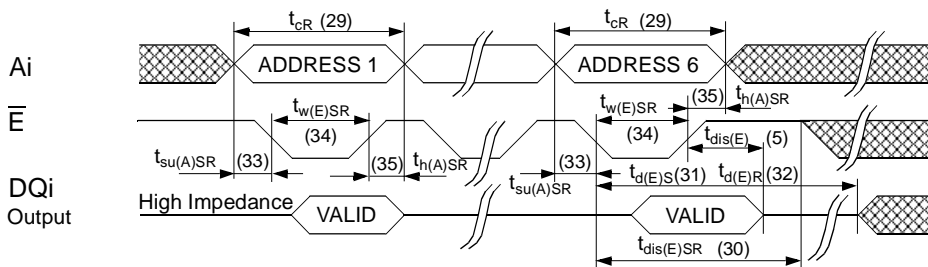 t_cR (29) t_cR (29)
Ai ADDRESS 1 ADDRESS 6
t_w(E)SR t_w(E)SR (35) t_h(A)SR
E̅ (34) (34) t_dis(E) (5)
t_su(A)SR (33) (35) t_h(A)SR (33) t_su(A)SR t_d(E)S (31) t_d(E)R (32)
DQi
Output High Impedance VALID VALID
t_dis(E)SR (30)